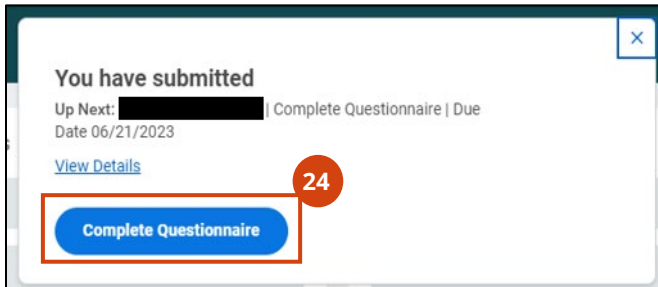 You have submitted
Up Next: | Complete Questionnaire | Due
Date 06/21/2023
View Details
24
Complete Questionnaire